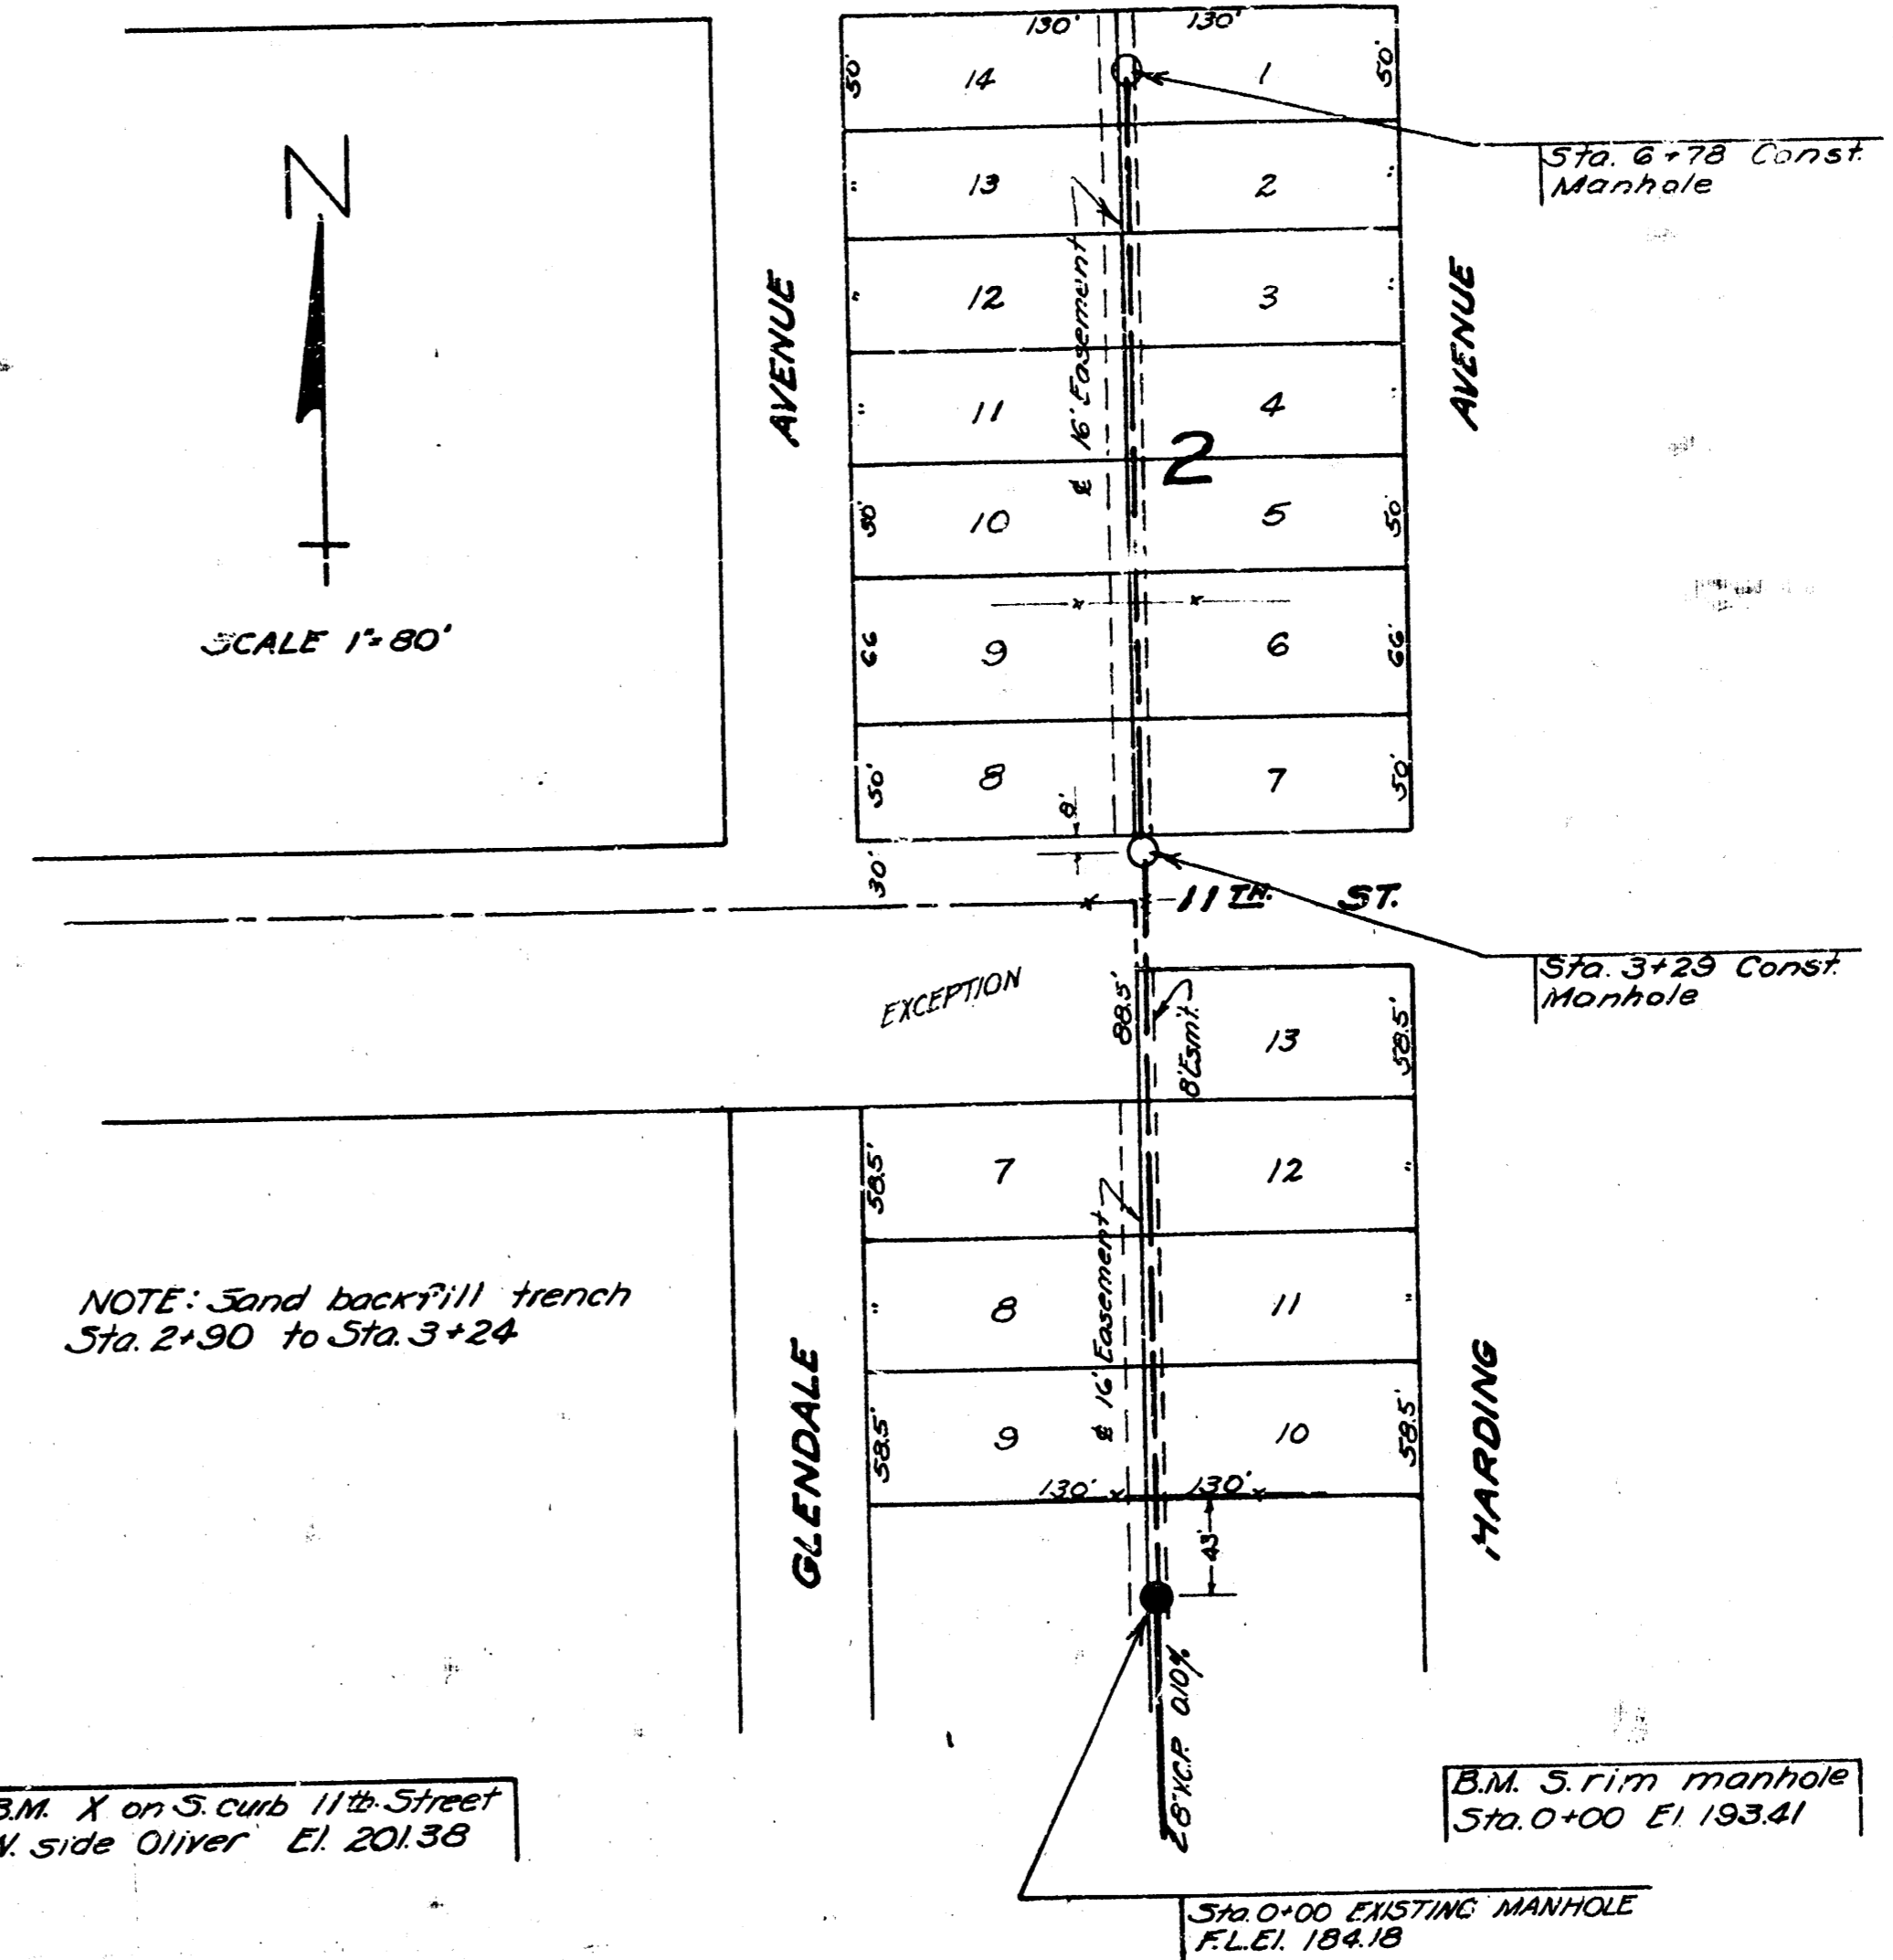 130'
130'
50'
14
1
50'
N
Sta. 6+78 Const.
Manhole
"
13
2
"
16' Easement
"
12
3
"
AVENUE
AVENUE
"
11
4
"
2
℄
50'
10
5
50'
SCALE 1"=80'
66
9
6
66'
50'
8
8'
7
50'
30'
11TH. ST.
Sta. 3+29 Const.
Manhole
EXCEPTION
88.5'
8'Esm't.
13
58.5'
58.5'
7
12
"
℄ 16' Easement
NOTE: Sand backfill trench
Sta. 2+90 to Sta. 3+24
"
8
11
"
GLENDALE
HARDING
58.5'
9
10
58.5'
130'
130'
43'
8" V.C.P. 0.10%
B.M. X on S. curb 11th. Street
W. side Oliver El. 201.38
B.M. S. rim manhole
Sta. 0+00 El 193.41
Sta. 0+00 EXISTING MANHOLE
F.L. El. 184.18